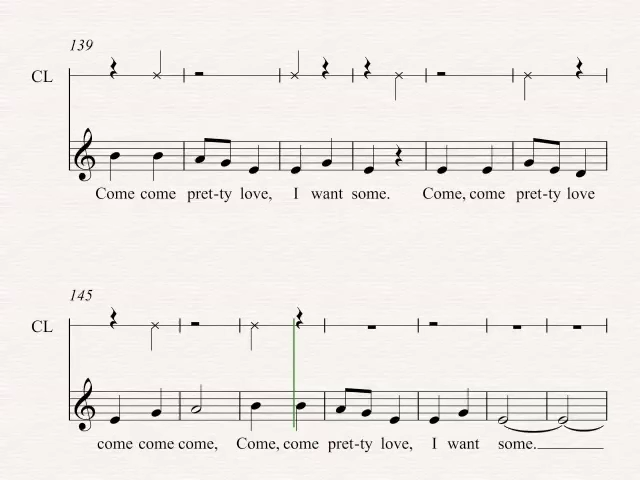 139
CL
Come come pret-ty love, I want some. Come, come pret-ty love
145
CL
come come come, Come, come pret-ty love, I want some.